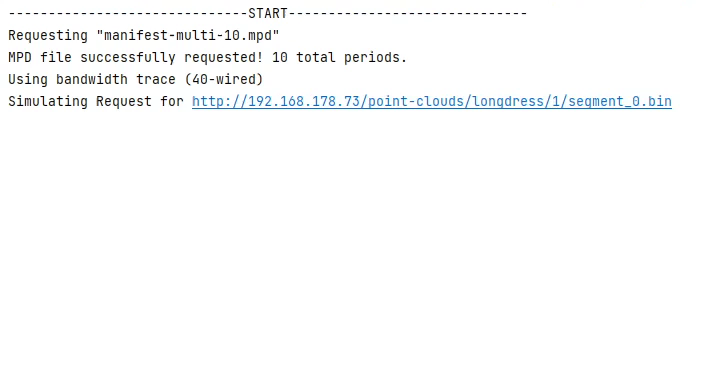 ------------------------------START------------------------------
Requesting "manifest-multi-10.mpd"
MPD file successfully requested! 10 total periods.
Using bandwidth trace (40-wired)
Simulating Request for http://192.168.178.73/point-clouds/longdress/1/segment_0.bin